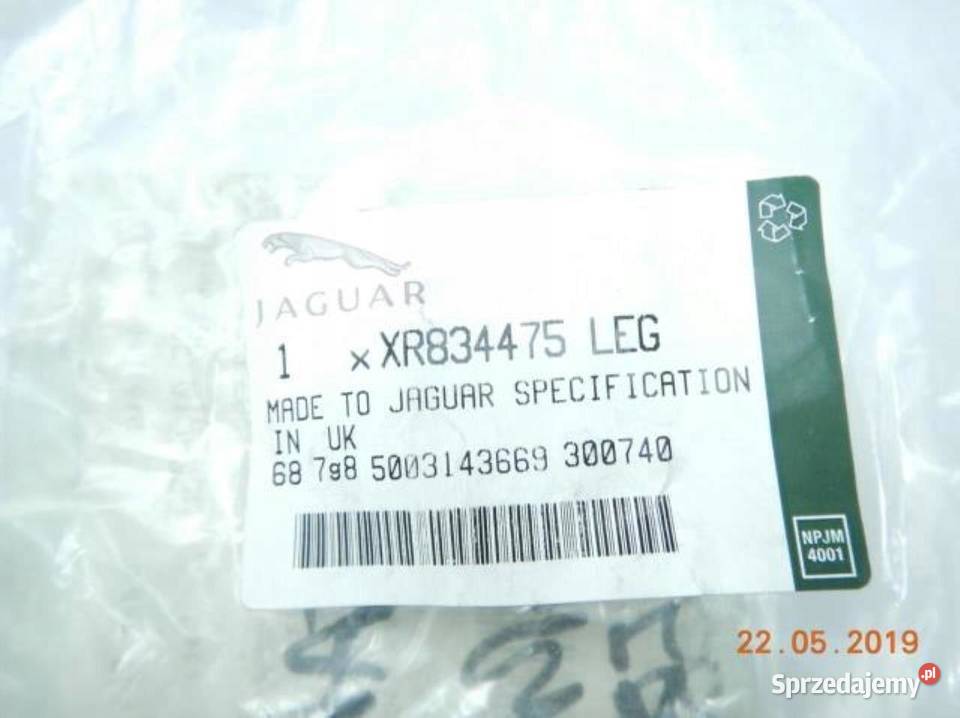 JAGUAR
1 x XR834475 LEG
MADE TO JAGUAR SPECIFICATION
IN UK
68 798 5003143669 300740
NPJM
4001
22.05.2019
Sprzedajemy.pl